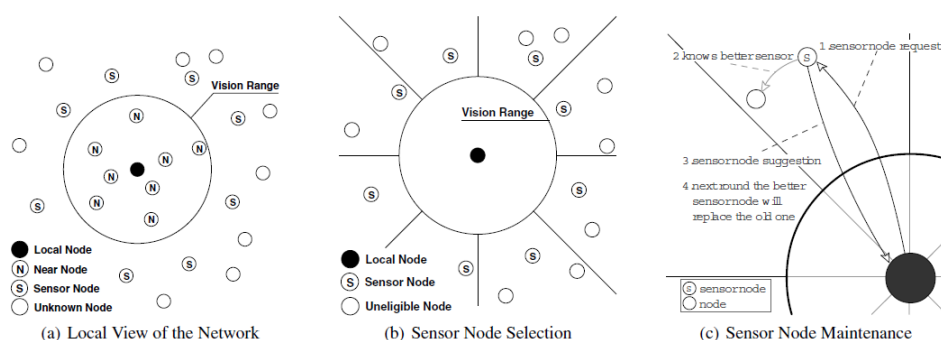 N
S
Vision Range
Local Node
N Near Node
S Sensor Node
Unknown Node
(a) Local View of the Network
S
Vision Range
Local Node
S Sensor Node
Uneligible Node
(b) Sensor Node Selection
2.knows better sensor
1.sensornode request
S
3.sensornode suggestion
4.next round the better
sensornode will
replace the old one
S sensornode
node
(c) Sensor Node Maintenance